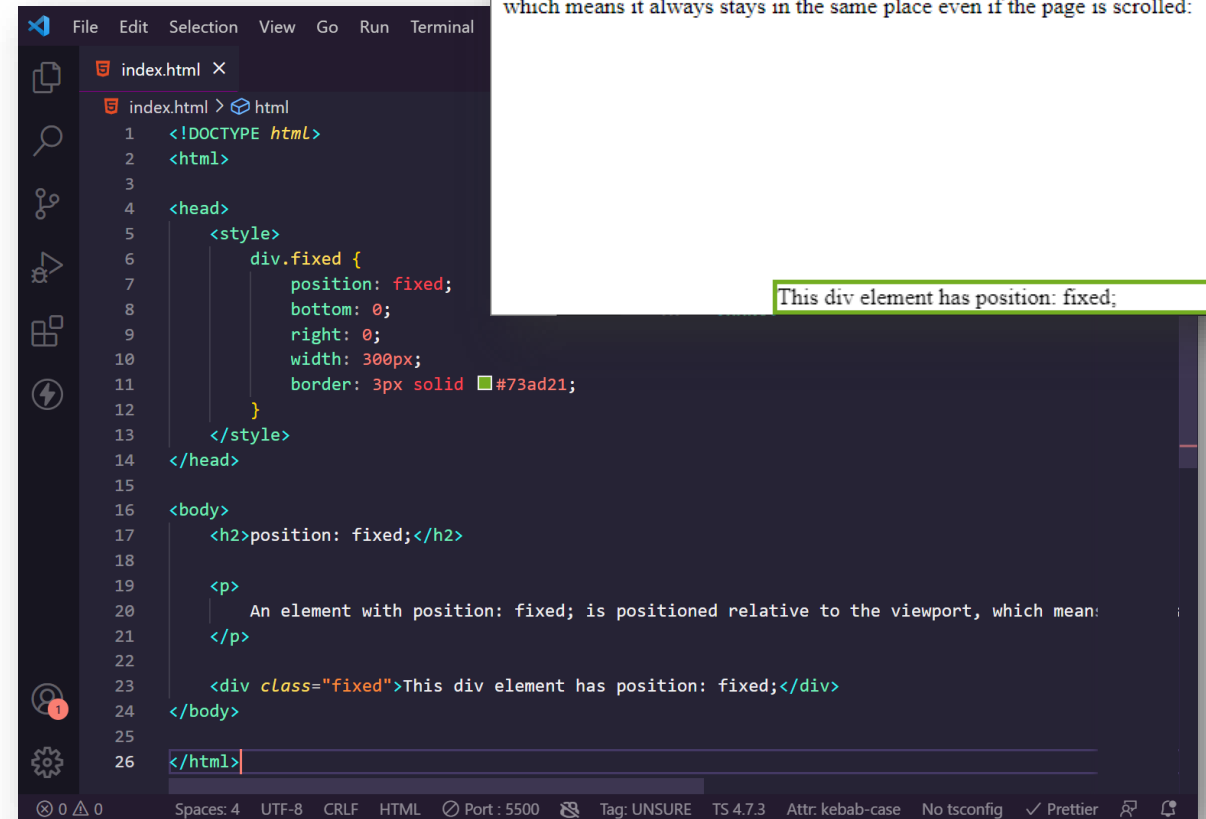 which means it always stays in the same place even if the page is scrolled:
File Edit Selection View Go Run Terminal
index.html
index.html > html
1 <!DOCTYPE html>
2 <html>
3
4 <head>
5 <style>
6 div.fixed {
7 position: fixed;
8 bottom: 0;
9 right: 0;
10 width: 300px;
11 border: 3px solid #73ad21;
12 }
13 </style>
14 </head>
15
16 <body>
17 <h2>position: fixed;</h2>
18
19 <p>
20 An element with position: fixed; is positioned relative to the viewport, which
21 </p>
22
23 <div class="fixed">This div element has position: fixed;</div>
24 </body>
25
26 </html>
This div element has position: fixed;
1
0 0 Spaces: 4 UTF-8 CRLF HTML Port : 5500 Tag: UNSURE TS 4.7.3 Attr: kebab-case No tsconfig Prettier